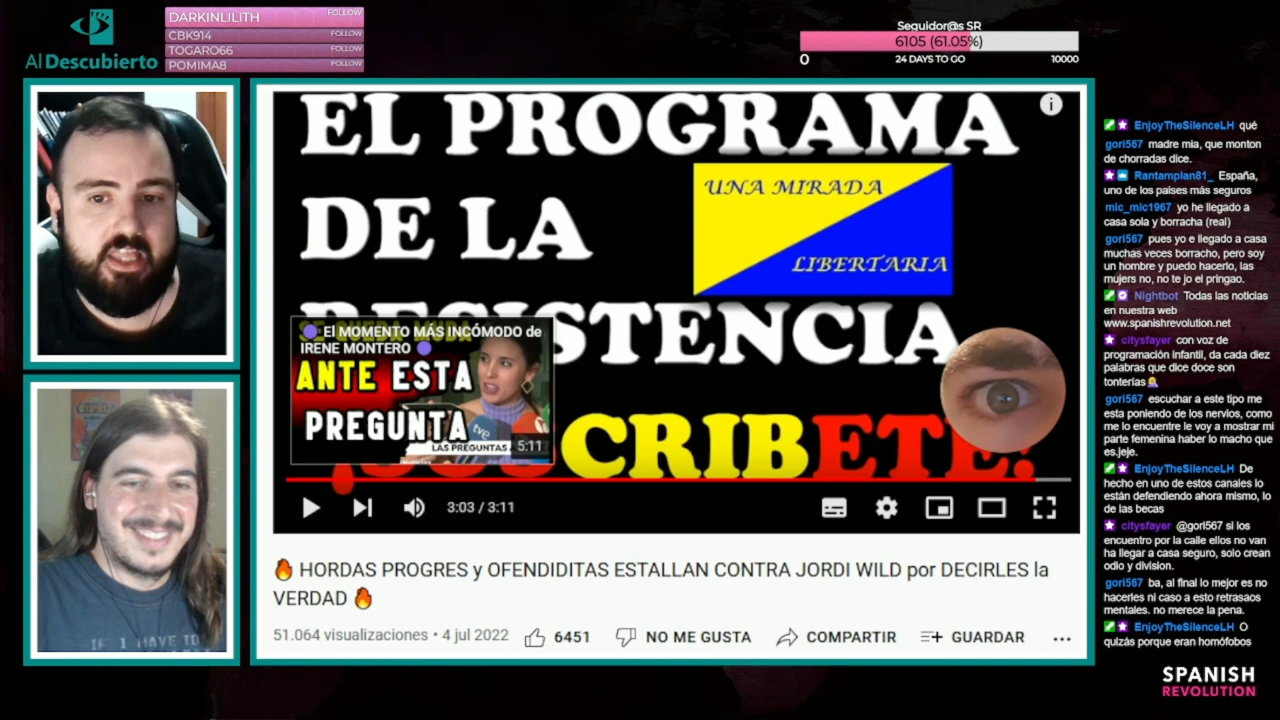 Al Descubierto
DARKINLILITH FOLLOW
CBK914 FOLLOW
TOGARO66 FOLLOW
POMIMA8 FOLLOW
Seguidor@s SR
6105 (61.05%)
0 24 DAYS TO GO 10000
EL PROGRAMA
DE LA
UNA MIRADA
LIBERTARIA
RESISTENCIA
El MOMENTO MÁS INCÓMODO de
IRENE MONTERO
ANTE ESTA
PREGUNTA
tve
LAS PREGUNTAS
5:11
CRIBETE!
3:03 / 3:11
🔥 HORDAS PROGRES y OFENDIDITAS ESTALLAN CONTRA JORDI WILD por DECIRLES la
VERDAD 🔥
51.064 visualizaciones • 4 jul 2022 6451 NO ME GUSTA COMPARTIR GUARDAR ...
IF I HAVE TO
EnjoyTheSilenceLH qué
gori567 madre mia, que monton
de chorradas dice.
Rantamplan81_ España,
uno de los paises más seguros
mic_mic1967 yo he llegado a
casa sola y borracha (real)
gori567 pues yo e llegado a casa
muchas veces borracho, pero soy
un hombre y puedo hacerlo, las
mujers no, no te jo el pringao.
Nightbot Todas las noticias
en nuestra web
www.spanishrevolution.net
citysfayer con voz de
programación infantil, da cada diez
palabras que dice doce son
tonterías
gori567 escuchar a este tipo me
esta poniendo de los nervios, como
me lo encuentre le voy a mostrar mi
parte femenina haber lo macho que
es.jeje.
EnjoyTheSilenceLH De
hecho en uno de estos canales lo
están defendiendo ahora mismo, lo
de las becas
citysfayer @gori567 si los
encuentro por la calle ellos no van
ha llegar a casa seguro, solo crean
odio y division.
gori567 ba, al final lo mejor es no
hacerles ni caso a esto retrasaos
mentales. no merece la pena.
EnjoyTheSilenceLH O
quizás porque eran homófobos
SPANISH
REVOLUTION